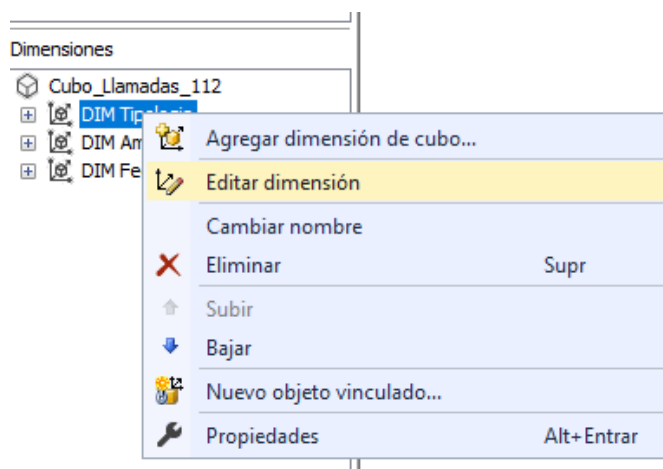 Dimensiones
Cubo_Llamadas_112
DIM Tipologia
DIM Am
DIM Fe
Agregar dimensión de cubo...
Editar dimensión
Cambiar nombre
Eliminar Supr
Subir
Bajar
Nuevo objeto vinculado...
Propiedades Alt+Entrar